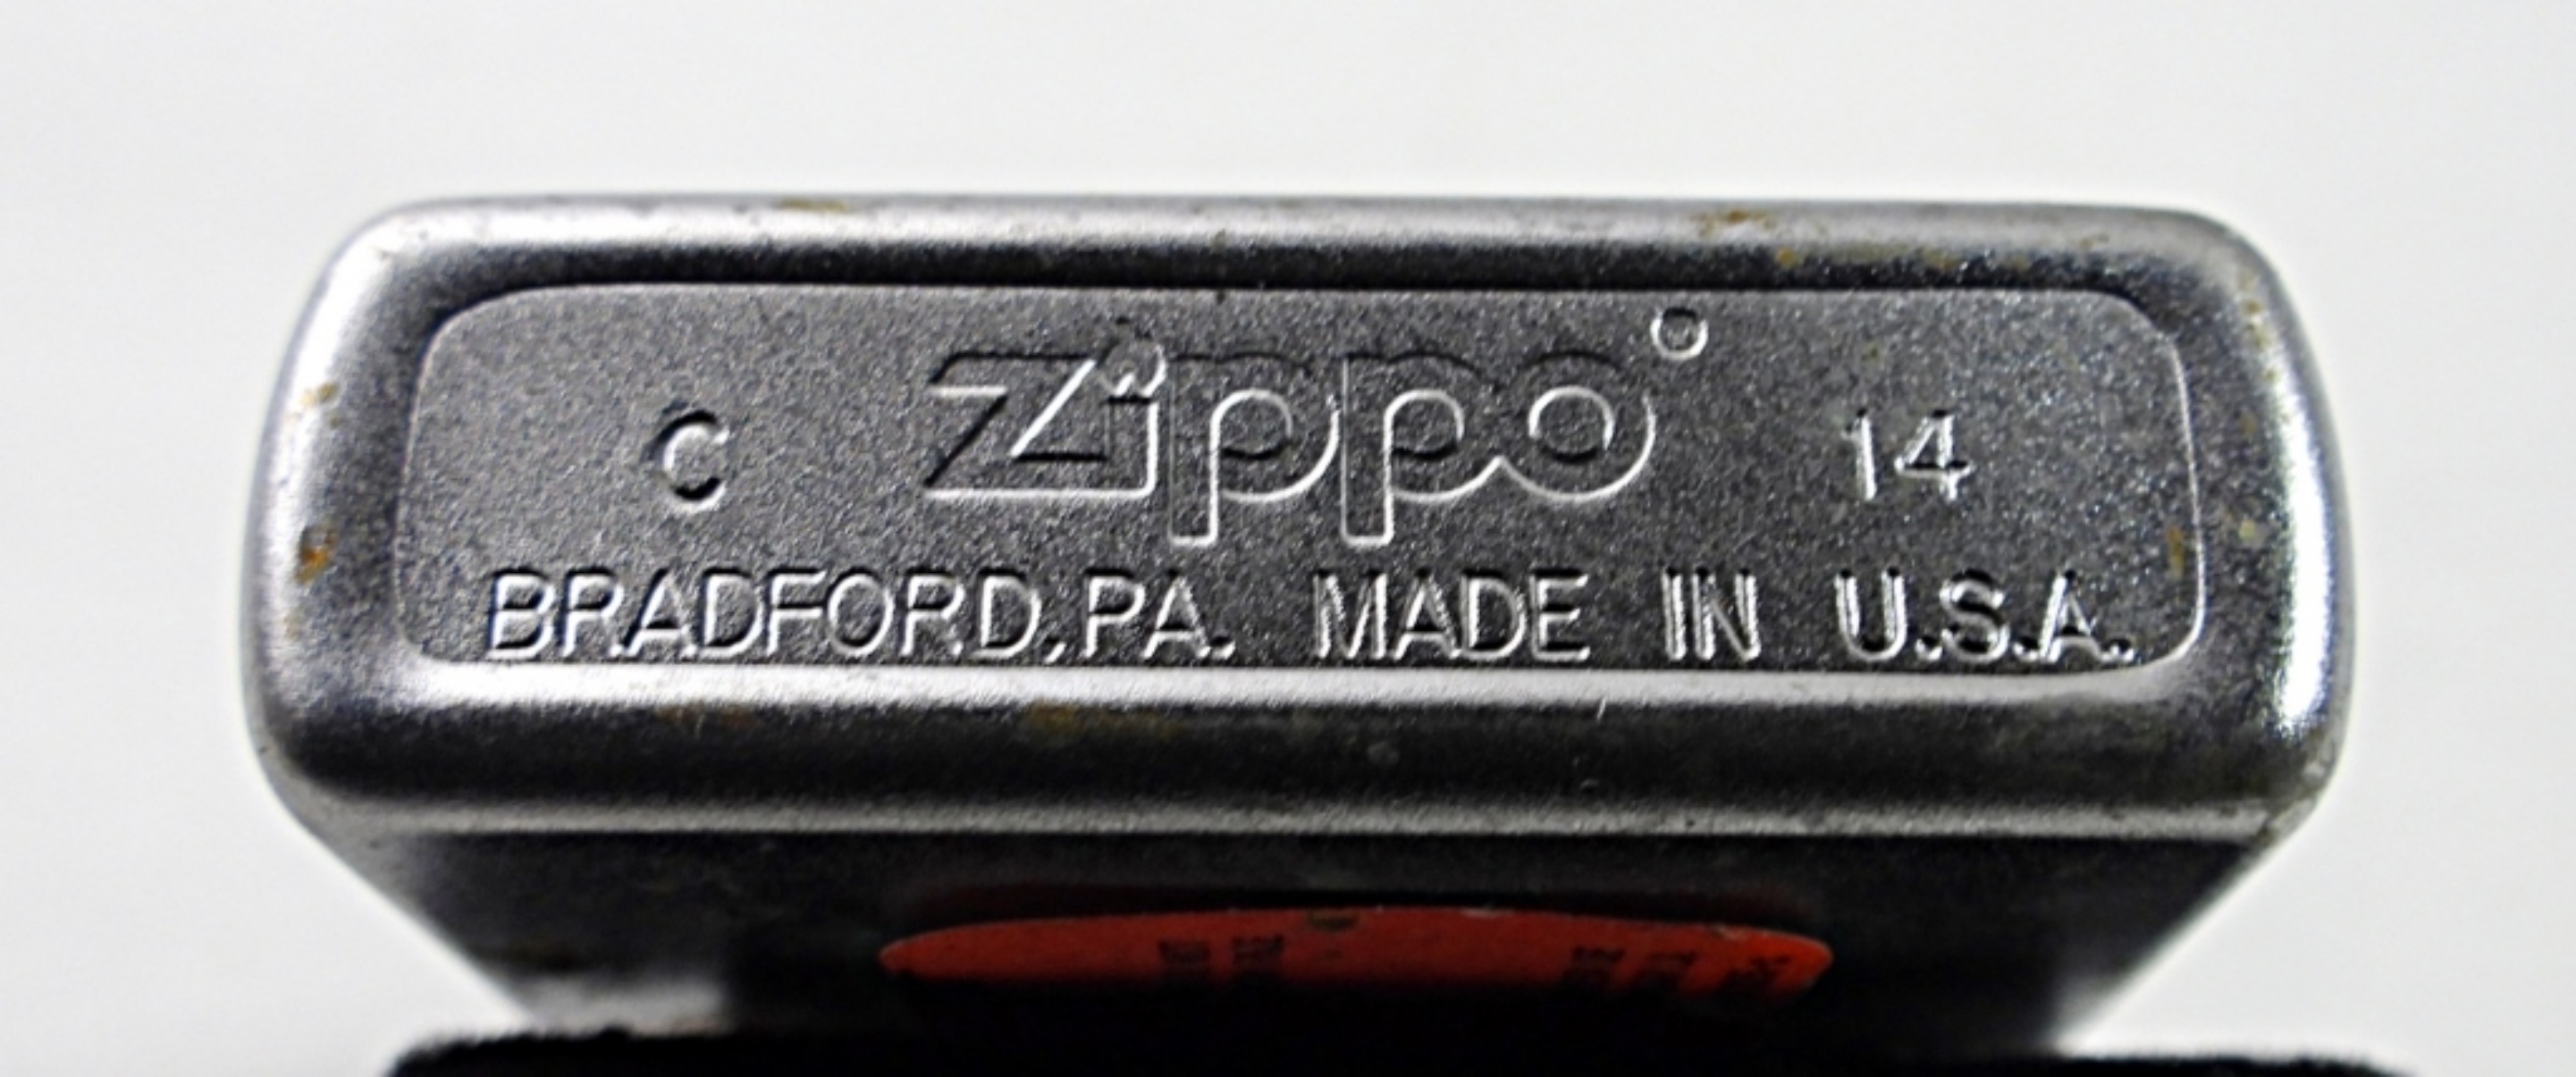 C Zippo 14
BRADFORD, PA. MADE IN U.S.A.